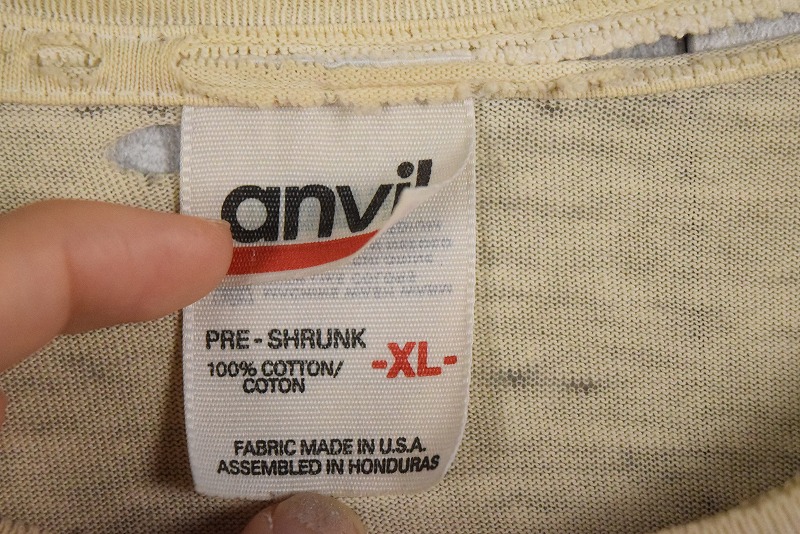 anvil
PRE - SHRUNK
100% COTTON/
COTON
-XL-
FABRIC MADE IN U.S.A.
ASSEMBLED IN HONDURAS